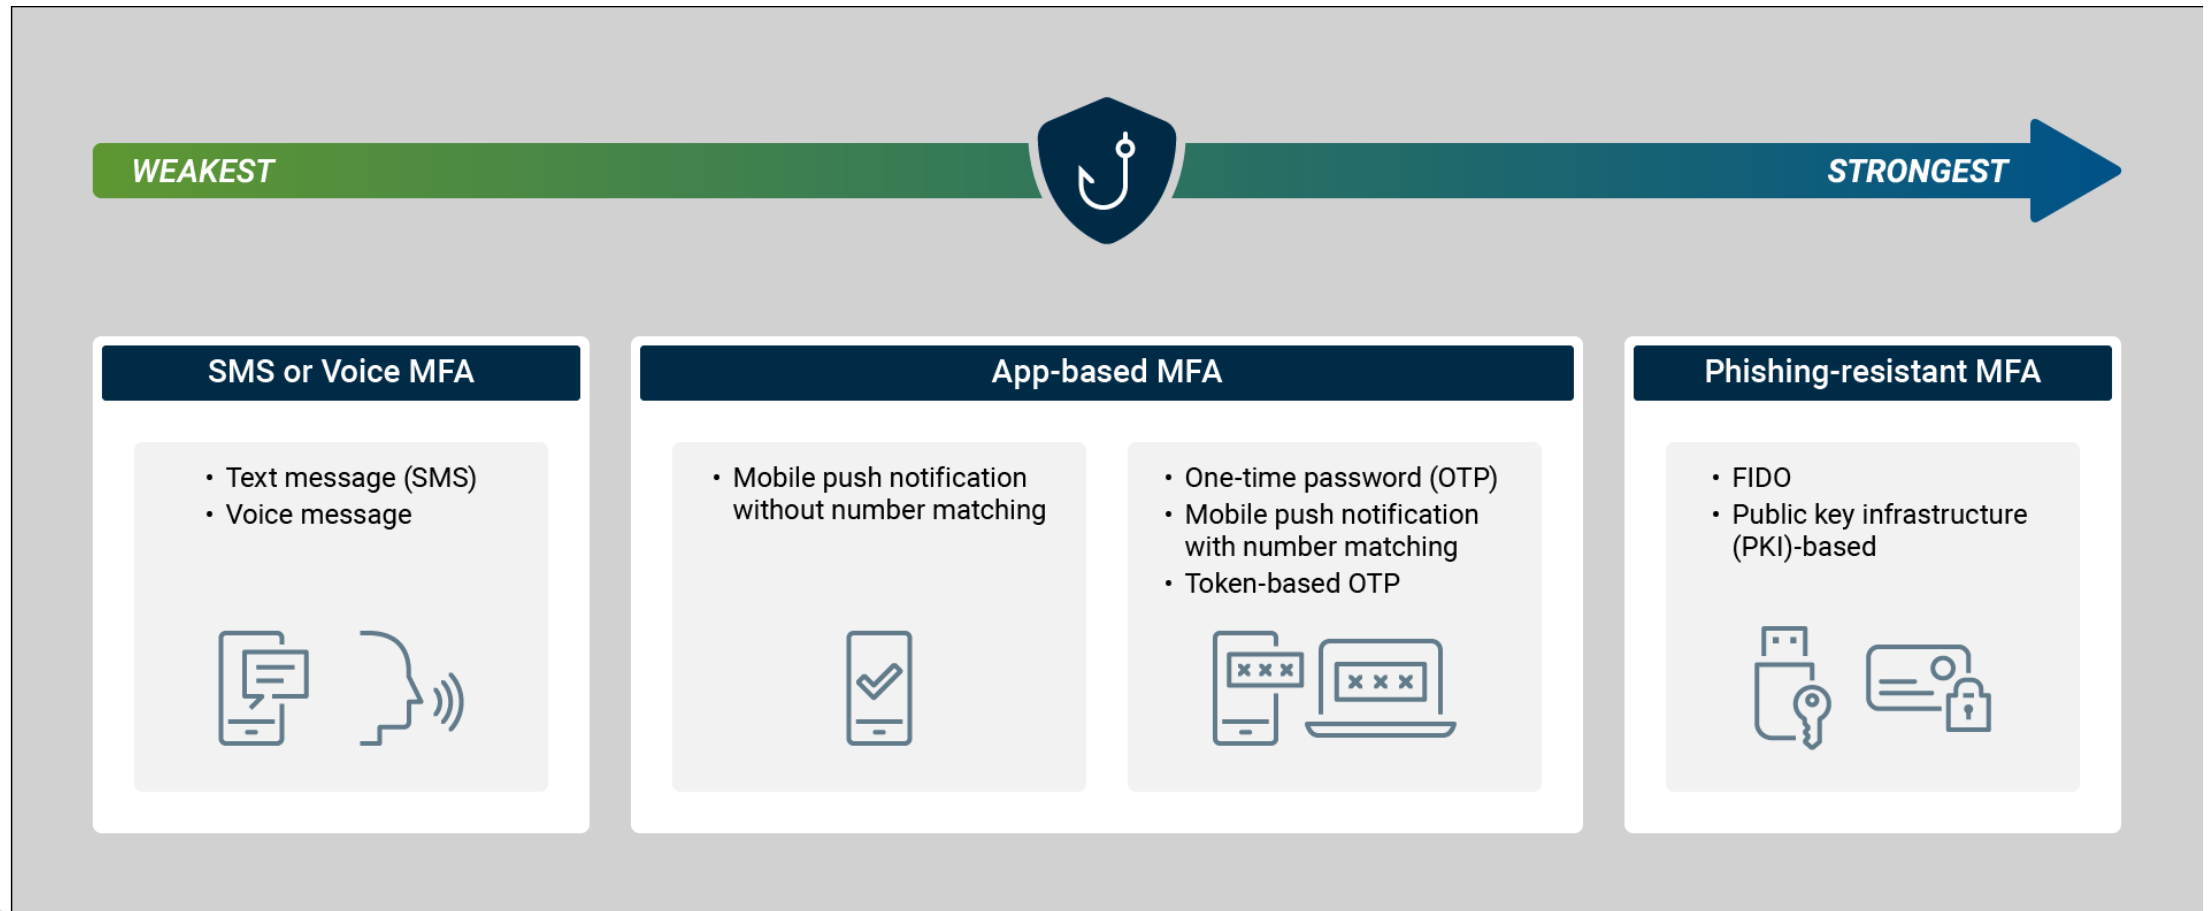 WEAKEST
STRONGEST
SMS or Voice MFA
• Text message (SMS)
• Voice message
App-based MFA
• Mobile push notification
without number matching
• One-time password (OTP)
• Mobile push notification
with number matching
• Token-based OTP
Phishing-resistant MFA
• FIDO
• Public key infrastructure
(PKI)-based